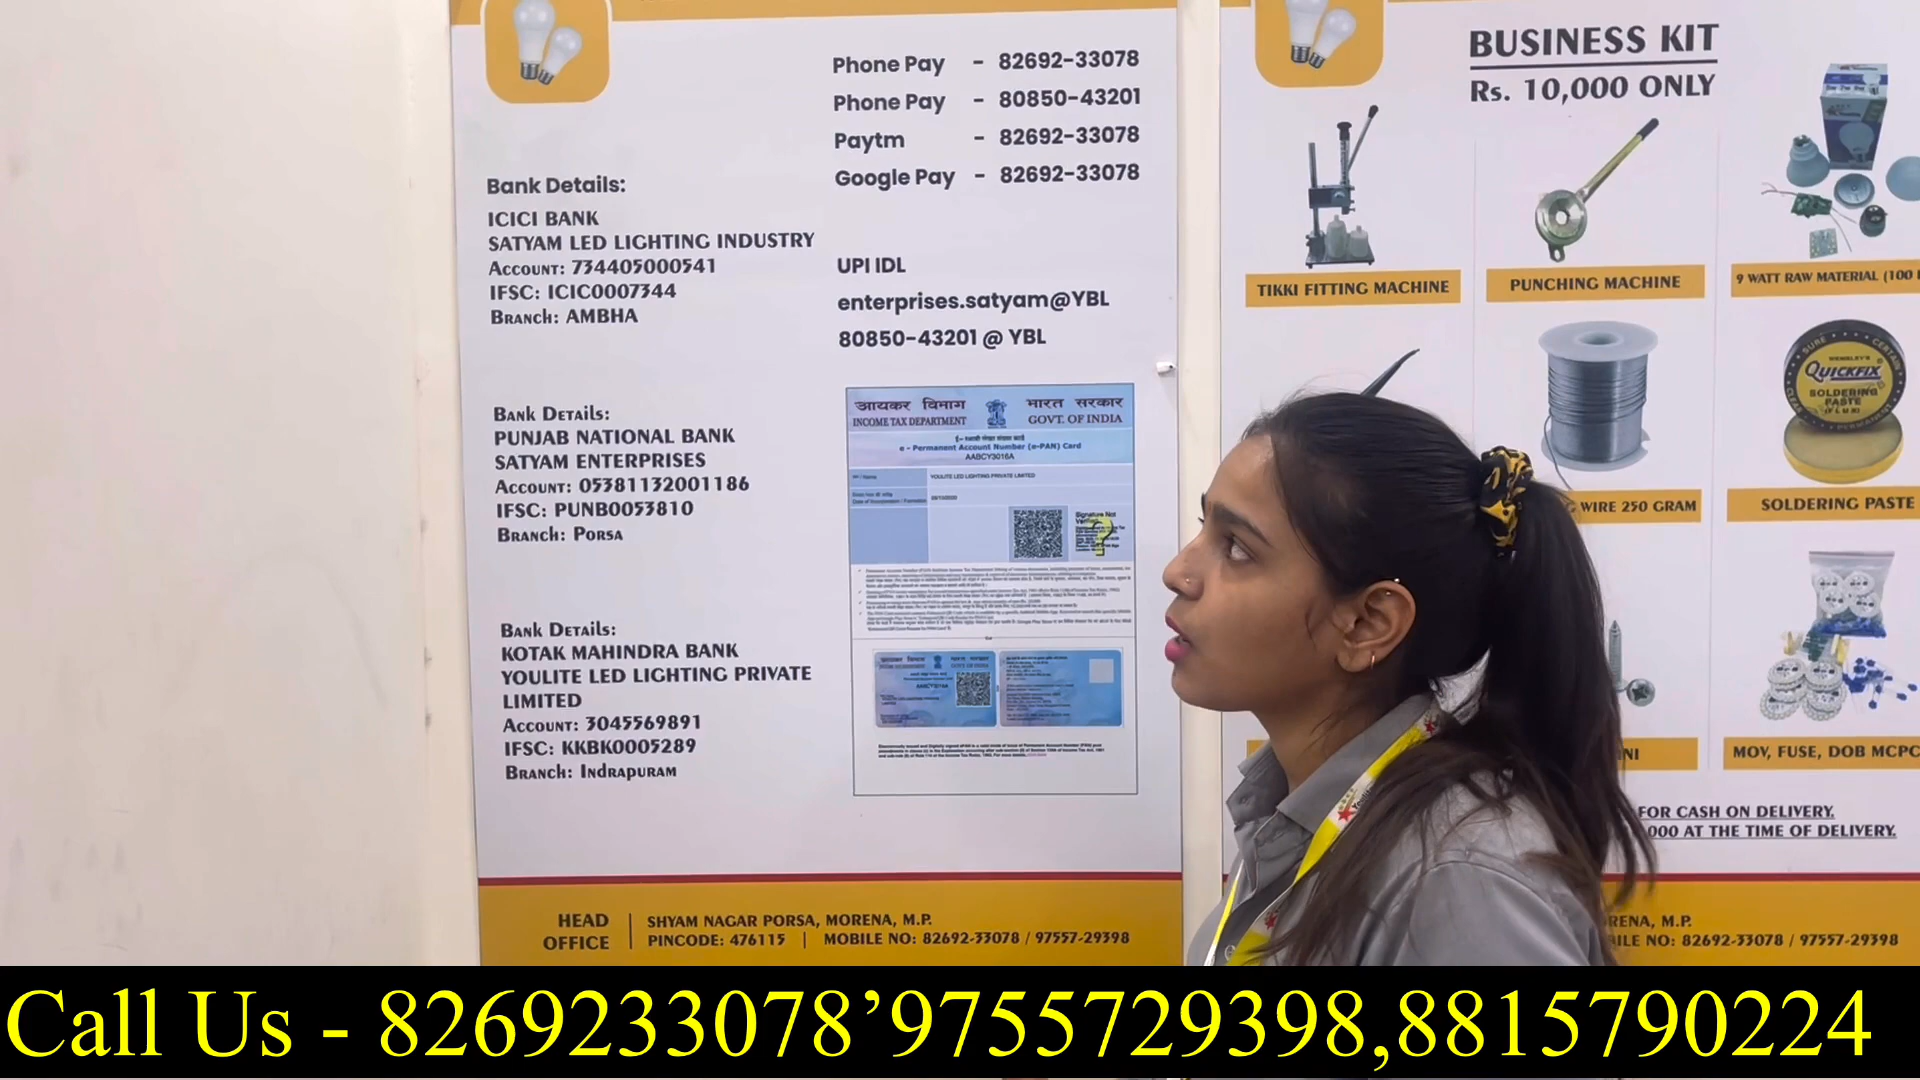 Phone Pay - 82692-33078
Phone Pay - 80850-43201
Paytm - 82692-33078
Google Pay - 82692-33078
Bank Details:
ICICI BANK
SATYAM LED LIGHTING INDUSTRY
Account: 734405000541
IFSC: ICIC0007344
Branch: AMBHA
UPI IDL
enterprises.satyam@YBL
80850-43201 @ YBL
Bank Details:
PUNJAB NATIONAL BANK
SATYAM ENTERPRISES
Account: 05381132001186
IFSC: PUNB0053810
Branch: Porsa
Bank Details:
KOTAK MAHINDRA BANK
YOULITE LED LIGHTING PRIVATE
LIMITED
Account: 3045569891
IFSC: KKBK0005289
Branch: Indrapuram
आयकर विभाग भारत सरकार
INCOME TAX DEPARTMENT GOVT. OF INDIA
e - Permanent Account Number (e-PAN) Card
AABCY3016A
YOULITE LED LIGHTING PRIVATE LIMITED
Signature Not
HEAD OFFICE
SHYAM NAGAR PORSA, MORENA, M.P.
PINCODE: 476115 | MOBILE NO: 82692-33078 / 97557-29398
BUSINESS KIT
Rs. 10,000 ONLY
TIKKI FITTING MACHINE
PUNCHING MACHINE
9 WATT RAW MATERIAL (100
QUICKFIX
SOLDERING
PASTE
WIRE 250 GRAM
SOLDERING PASTE
MOV, FUSE, DOB MCPC
FOR CASH ON DELIVERY.
000 AT THE TIME OF DELIVERY.
RENA, M.P.
BILE NO: 82692-33078 / 97557-29398
Call Us - 8269233078’9755729398,8815790224